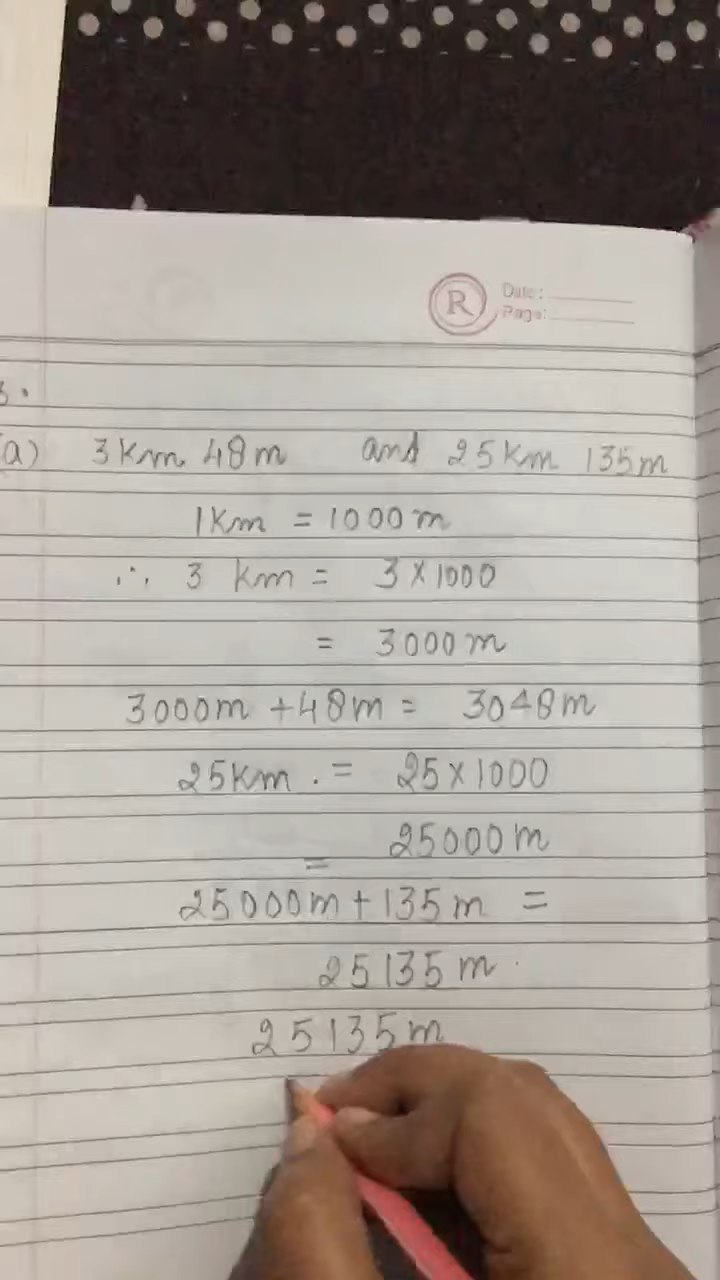 R Date:
Page:
3.
(a) 3km 48m and 25km 135m
1km = 1000m
∴ 3 km = 3×1000
= 3000m
3000m +48m = 3048m
25km . = 25×1000
= 25000m
25000m + 135m =
25135m .
25135m